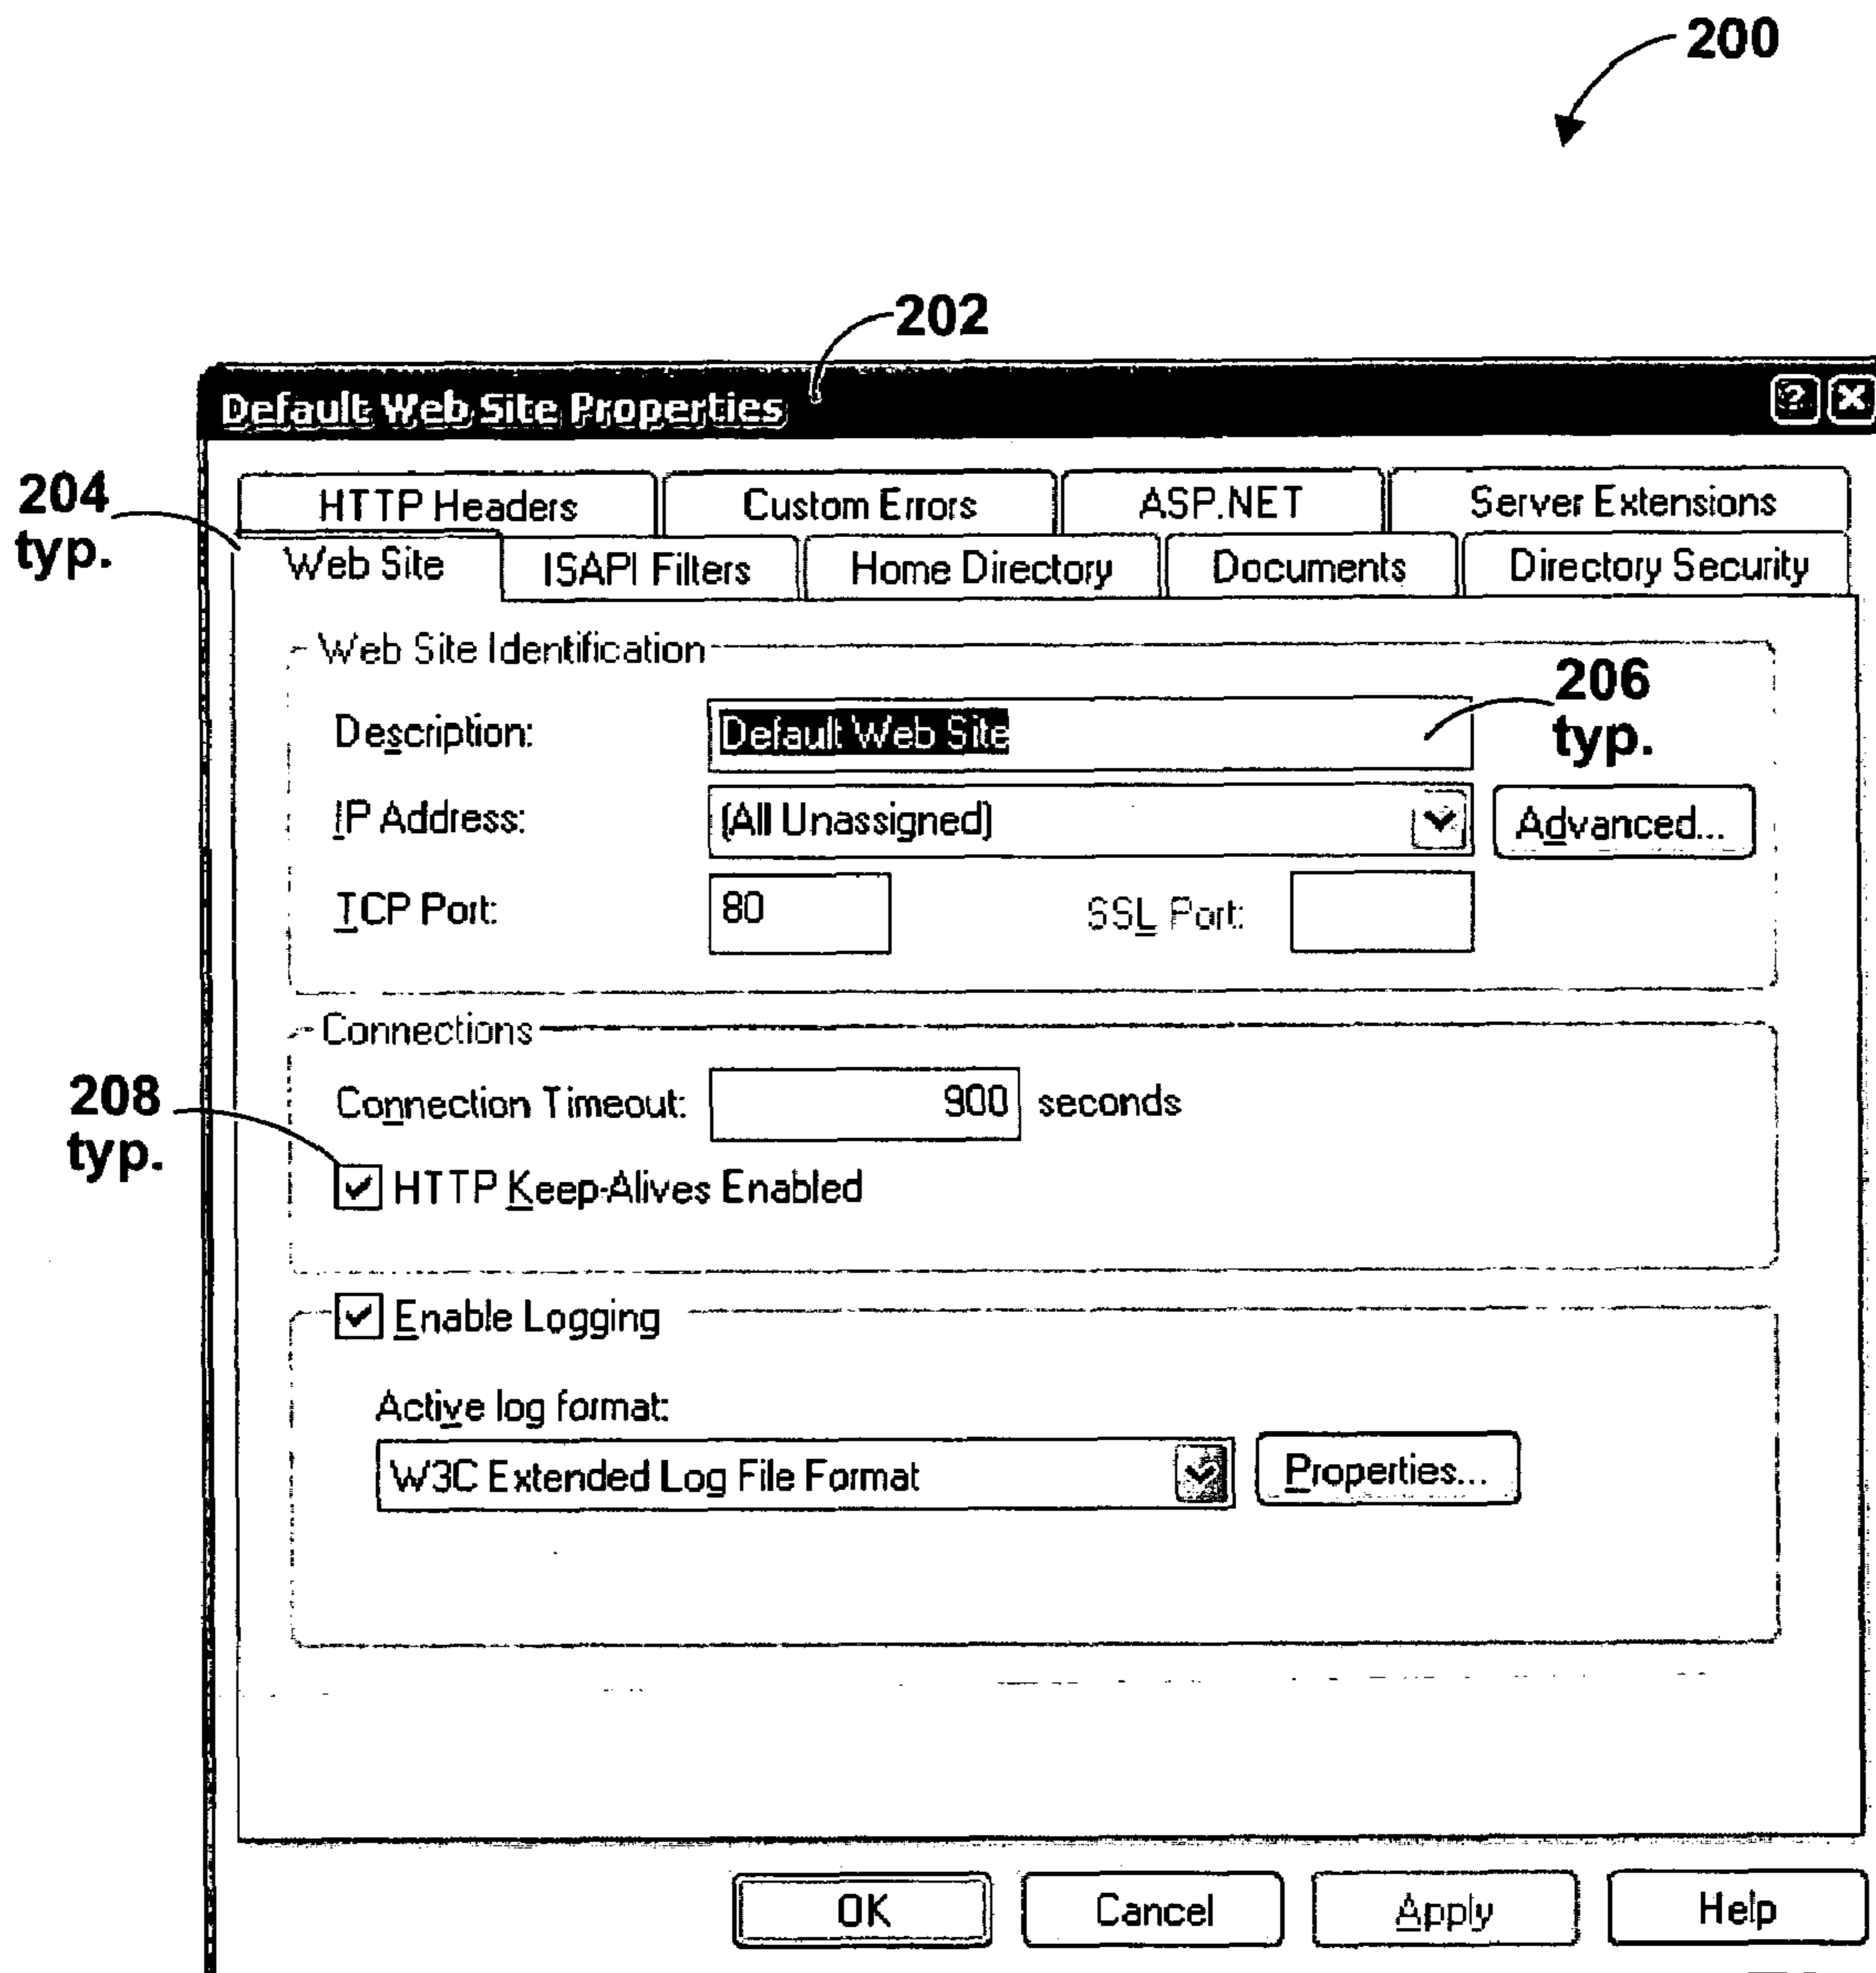 200
202
Default Web Site Properties
204
typ.
HTTP Headers Custom Errors ASP.NET Server Extensions
Web Site ISAPI Filters Home Directory Documents Directory Security
Web Site Identification
206
typ.
Description: Default Web Site
IP Address: (All Unassigned) Advanced...
TCP Port: 80 SSL Port:
Connections
208
typ.
Connection Timeout: 900 seconds
HTTP Keep-Alives Enabled
Enable Logging
Active log format:
W3C Extended Log File Format Properties...
OK Cancel Apply Help